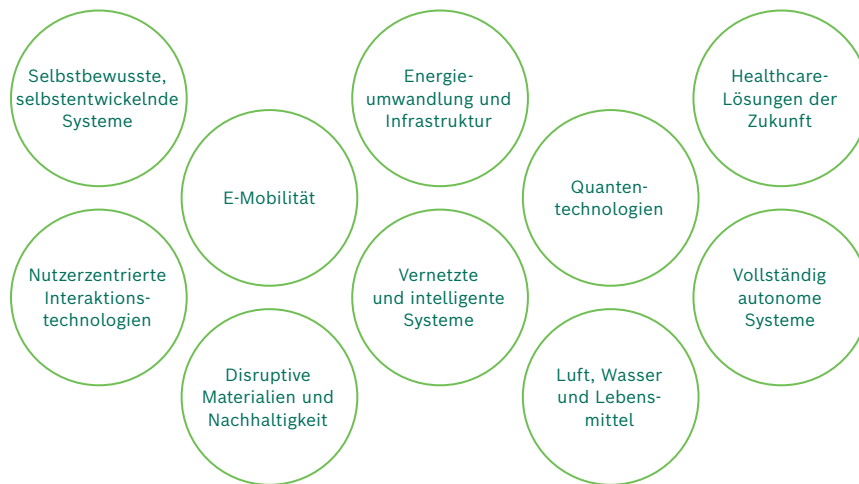 Selbstbewusste,
selbstentwickelnde
Systeme
Energie-
umwandlung und
Infrastruktur
Healthcare-
Lösungen der
Zukunft
E-Mobilität
Quanten-
technologien
Nutzerzentrierte
Interaktions-
technologien
Vernetzte
und intelligente
Systeme
Vollständig
autonome
Systeme
Disruptive
Materialien und
Nachhaltigkeit
Luft, Wasser
und Lebens-
mittel